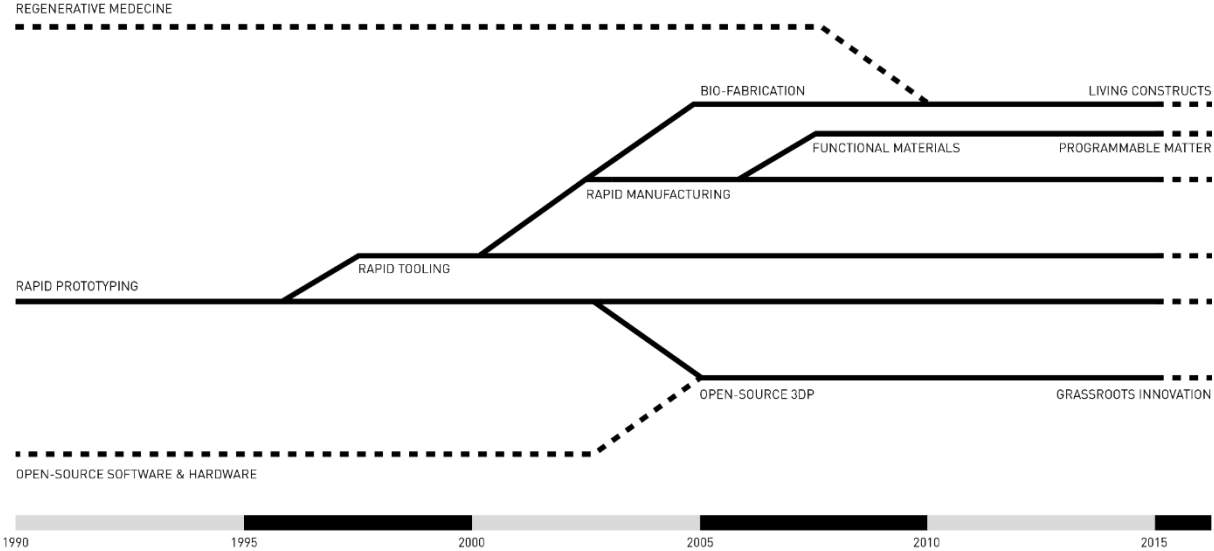 REGENERATIVE MEDECINE
BIO-FABRICATION
LIVING CONSTRUCTS
FUNCTIONAL MATERIALS
PROGRAMMABLE MATTER
RAPID MANUFACTURING
RAPID TOOLING
RAPID PROTOTYPING
OPEN-SOURCE 3DP
GRASSROOTS INNOVATION
OPEN-SOURCE SOFTWARE & HARDWARE
1990
1995
2000
2005
2010
2015